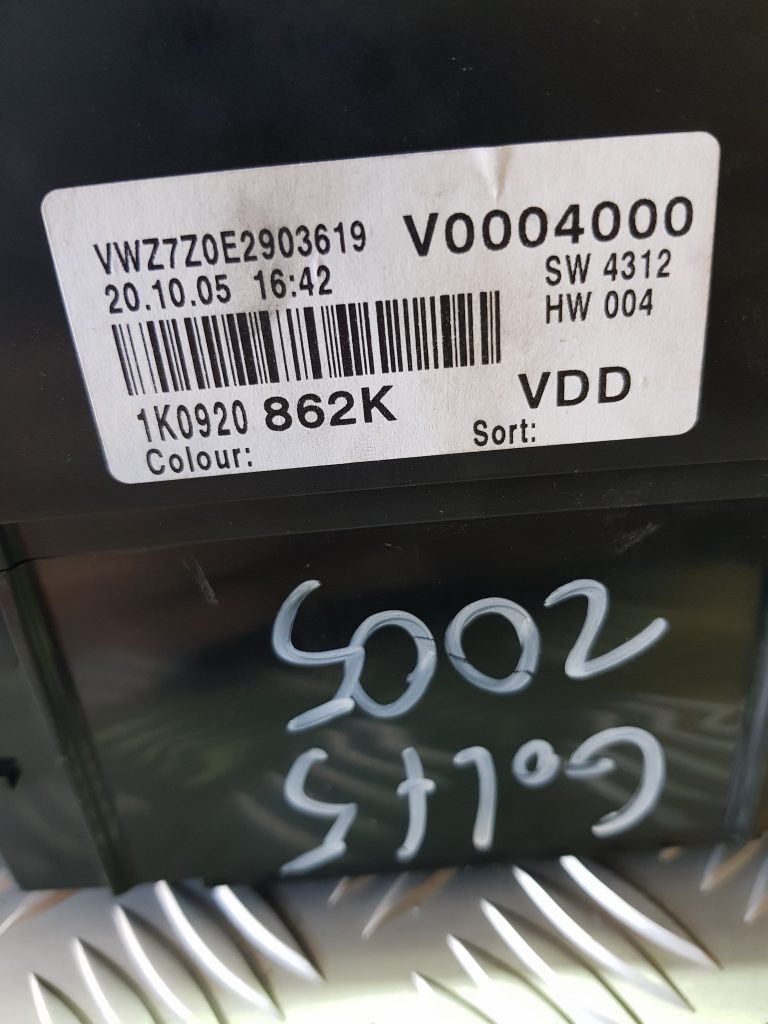 VWZ7Z0E2903619 V0004000
20.10.05 16:42 SW 4312
HW 004
1K0920 862K VDD
Colour: Sort:
GOLF5
2005